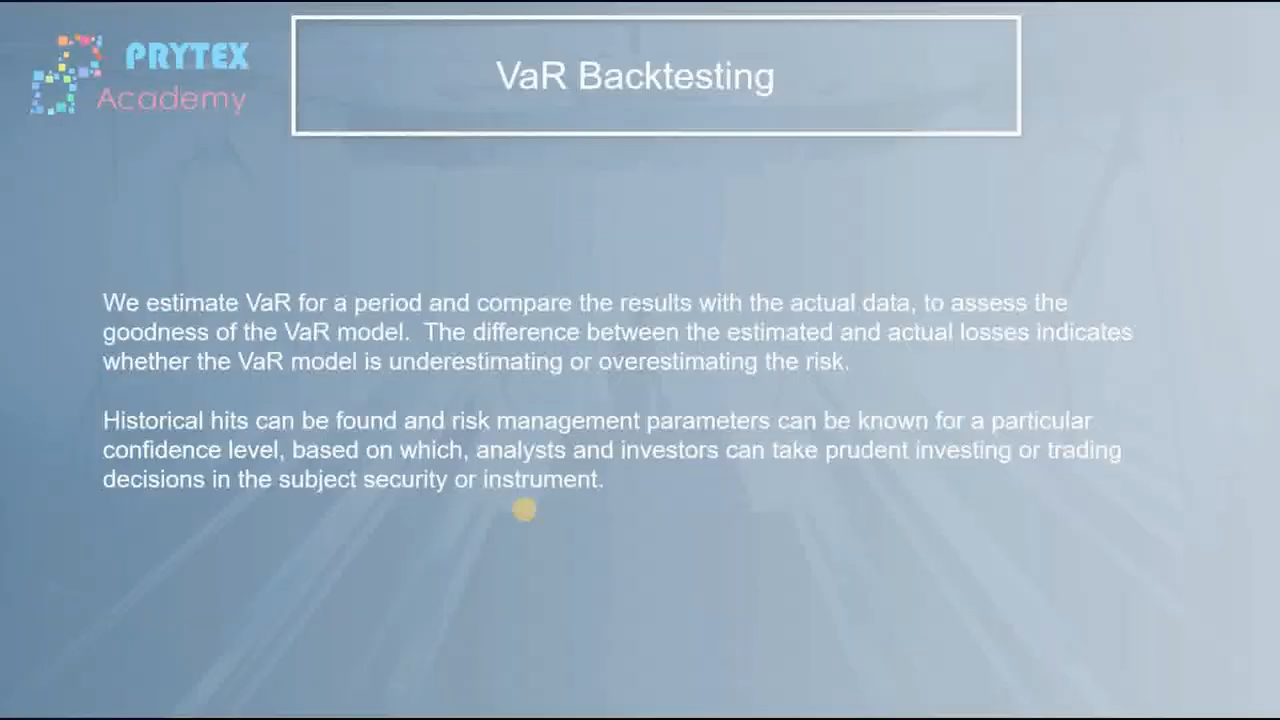 PRYTEX
Academy
VaR Backtesting
We estimate VaR for a period and compare the results with the actual data, to assess the
goodness of the VaR model.  The difference between the estimated and actual losses indicates
whether the VaR model is underestimating or overestimating the risk.
Historical hits can be found and risk management parameters can be known for a particular
confidence level, based on which, analysts and investors can take prudent investing or trading
decisions in the subject security or instrument.